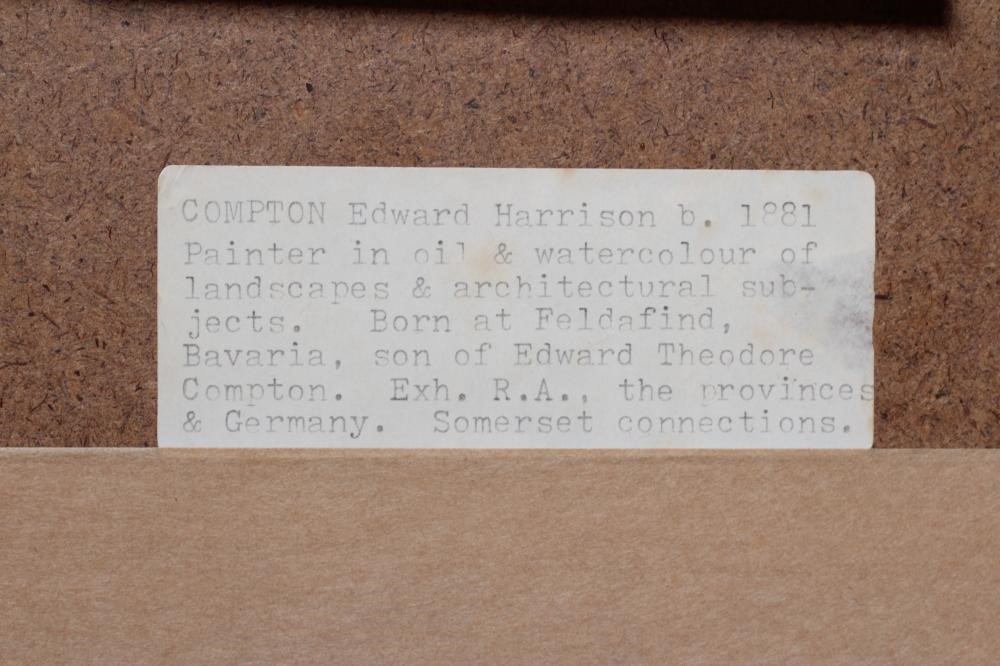 COMPTON Edward Harrison b. 1881
Painter in oil & watercolour of
landscapes & architectural sub-
jects. Born at Feldafind,
Bavaria, son of Edward Theodore
Compton. Exh. R.A., the provinces
& Germany. Somerset connections.